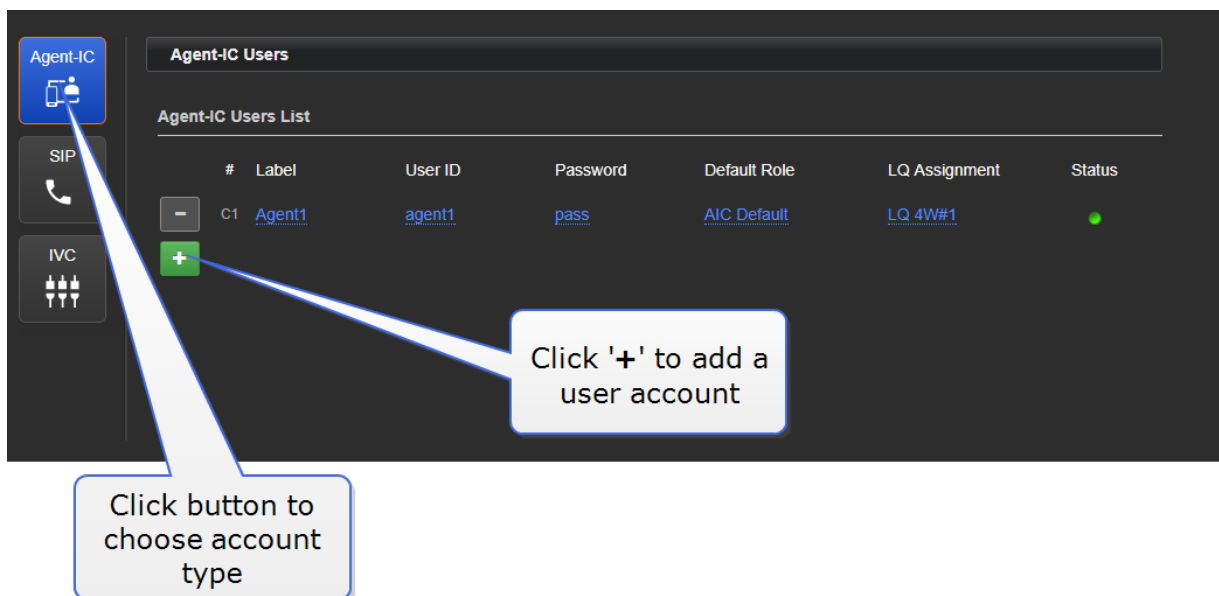 Agent-IC
SIP
IVC
Agent-IC Users
Agent-IC Users List
# Label User ID Password Default Role LQ Assignment Status
− C1 Agent1 agent1 pass AIC Default LQ 4W#1
+
Click '+' to add a
user account
Click button to
choose account
type